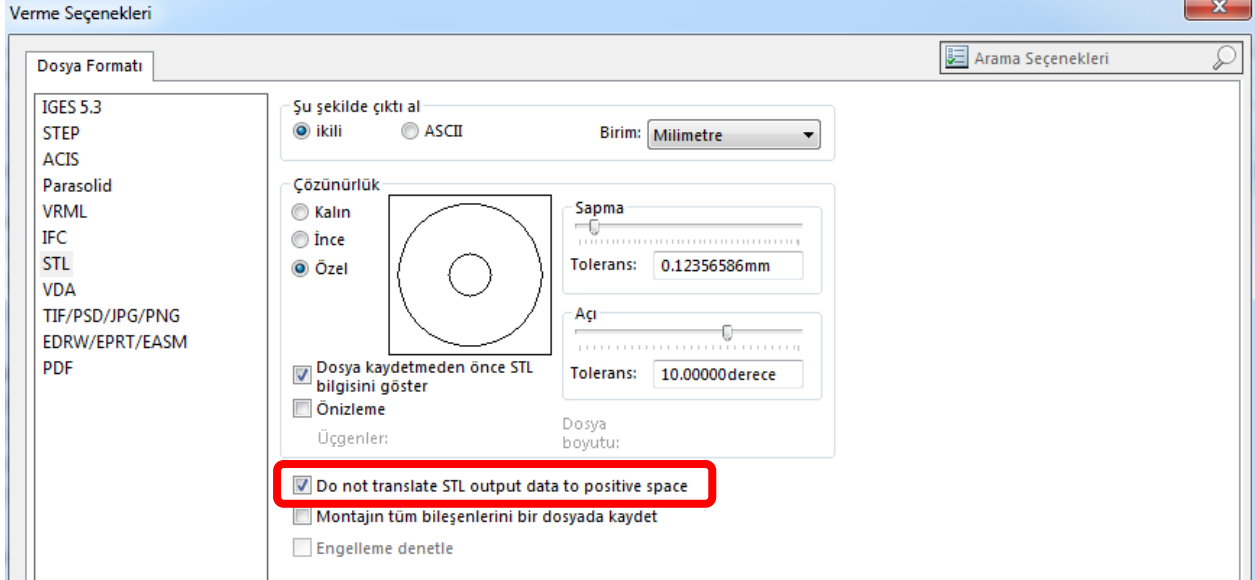 Verme Seçenekleri
Dosya Formatı
Arama Seçenekleri
IGES 5.3
STEP
ACIS
Parasolid
VRML
IFC
STL
VDA
TIF/PSD/JPG/PNG
EDRW/EPRT/EASM
PDF
Şu şekilde çıktı al
ikili
ASCII
Birim:
Milimetre
Çözünürlük
Kalın
İnce
Özel
Sapma
Tolerans:
0.12356586mm
Açı
Tolerans:
10.00000derece
Dosya kaydetmeden önce STL
bilgisini göster
Önizleme
Üçgenler:
Dosya
boyutu:
Do not translate STL output data to positive space
Montajın tüm bileşenlerini bir dosyada kaydet
Engelleme denetle